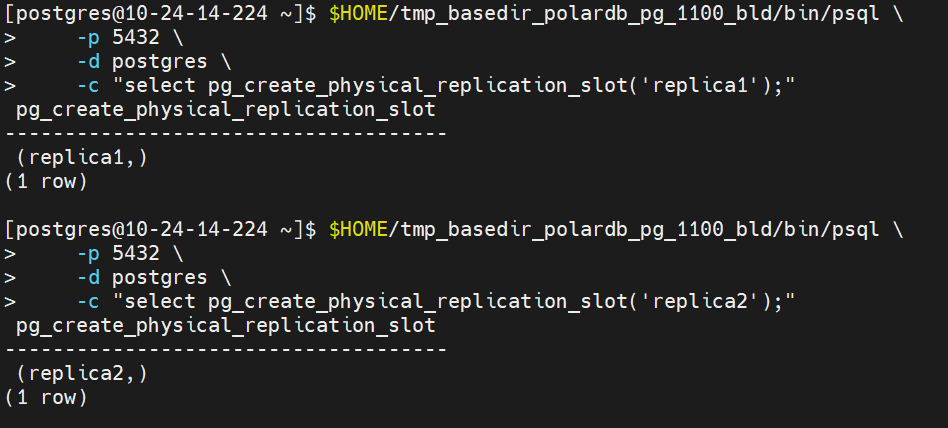 [postgres@10-24-14-224 ~]$ $HOME/tmp_basedir_polardb_pg_1100_bld/bin/psql \
>     -p 5432 \
>     -d postgres \
>     -c "select pg_create_physical_replication_slot('replica1');"
 pg_create_physical_replication_slot
-------------------------------------
 (replica1,)
(1 row)

[postgres@10-24-14-224 ~]$ $HOME/tmp_basedir_polardb_pg_1100_bld/bin/psql \
>     -p 5432 \
>     -d postgres \
>     -c "select pg_create_physical_replication_slot('replica2');"
 pg_create_physical_replication_slot
-------------------------------------
 (replica2,)
(1 row)